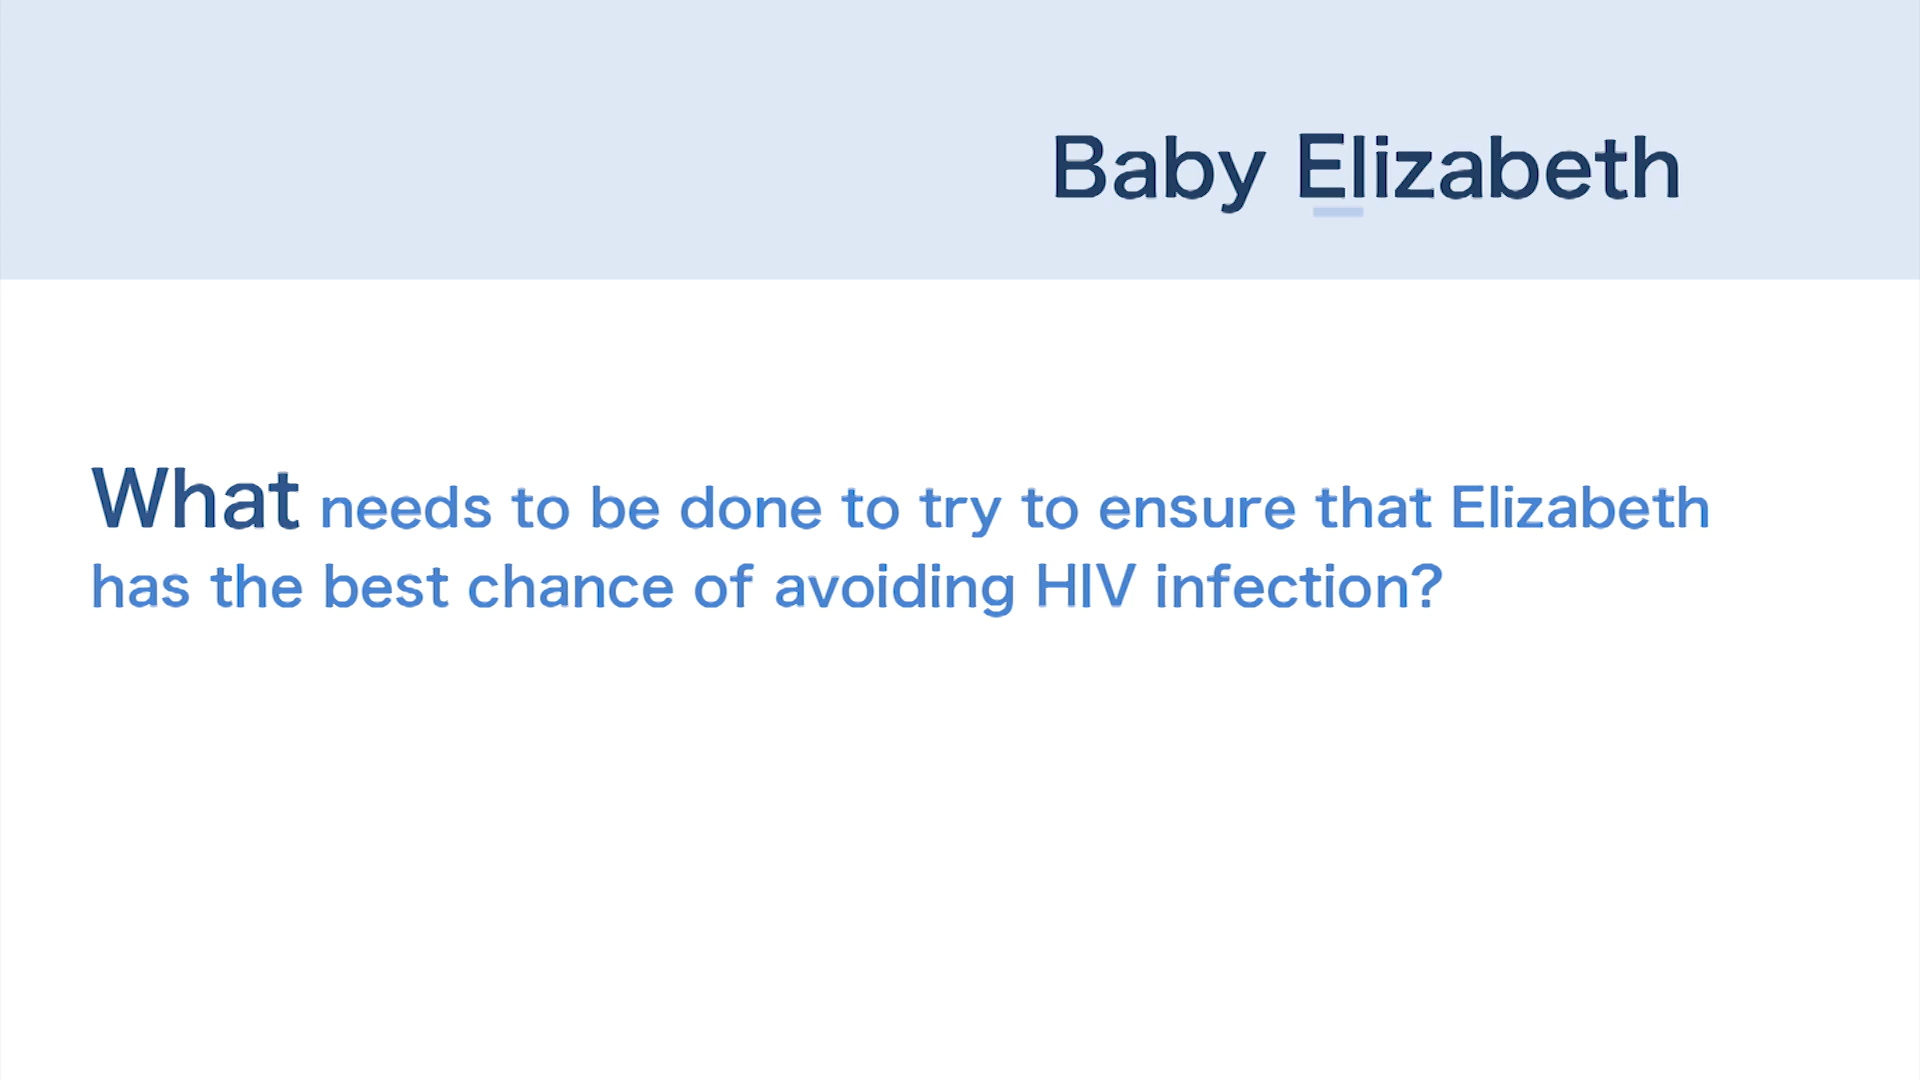 Baby Elizabeth
What needs to be done to try to ensure that Elizabeth
has the best chance of avoiding HIV infection?